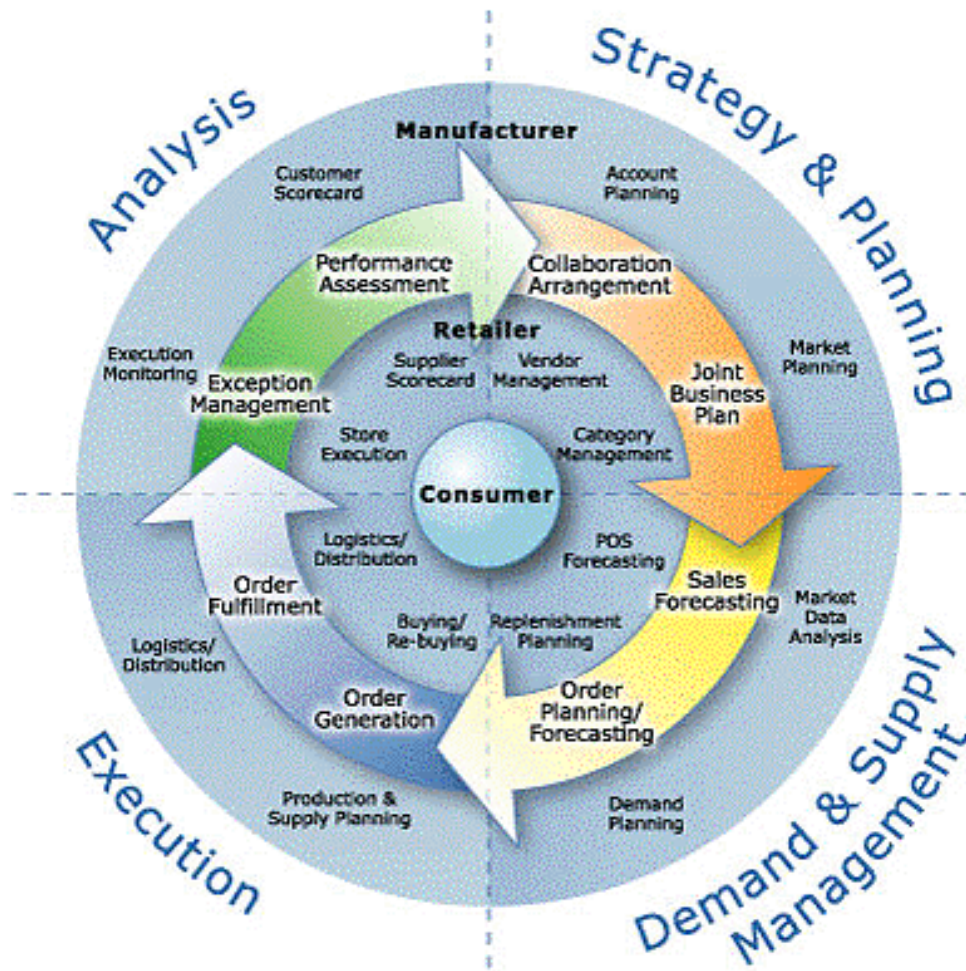 Analysis
Strategy & Planning
Manufacturer
Customer
Scorecard
Account
Planning
Performance
Assessment
Collaboration
Arrangement
Retailer
Execution
Monitoring
Supplier
Scorecard
Vendor
Management
Market
Planning
Exception
Management
Joint
Business
Plan
Store
Execution
Category
Management
Consumer
Logistics/
Distribution
POS
Forecasting
Order
Fulfillment
Sales
Forecasting
Market
Data
Analysis
Logistics/
Distribution
Buying/
Re-buying
Replenishment
Planning
Order
Generation
Order
Planning/
Forecasting
Production &
Supply Planning
Demand
Planning
Execution
Demand & Supply
Management